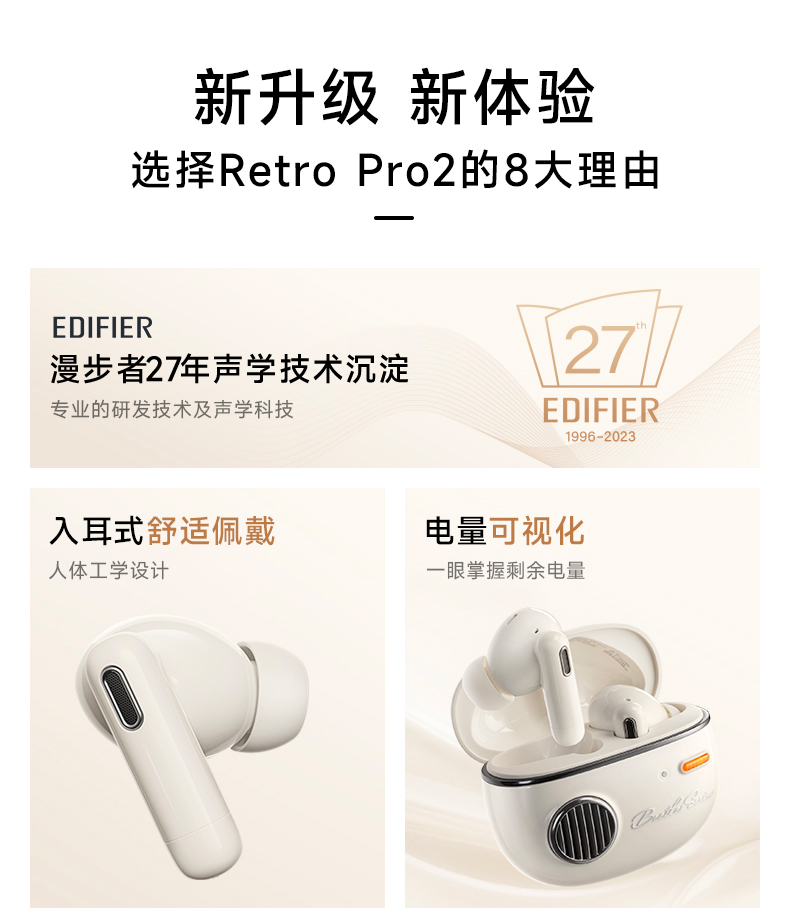 新升级 新体验
选择Retro Pro2的8大理由
EDIFIER
漫步者27年声学技术沉淀
专业的研发技术及声学科技
27th
EDIFIER
1996-2023
入耳式舒适佩戴
人体工学设计
电量可视化
一眼掌握剩余电量